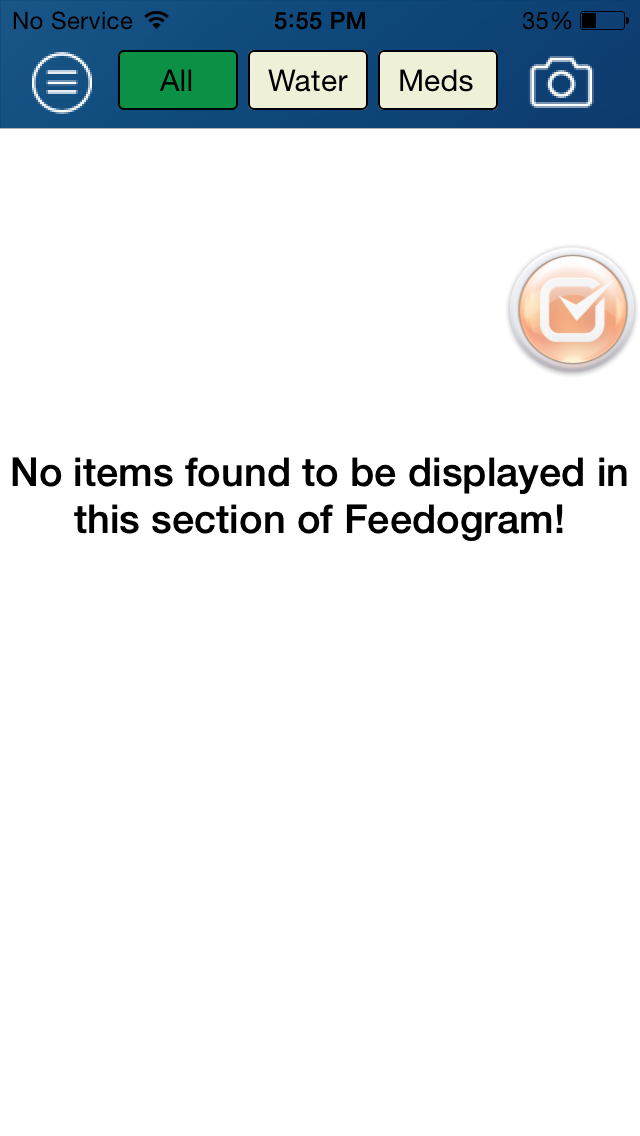 No Service 5:55 PM 35%
All Water Meds
No items found to be displayed in
this section of Feedogram!